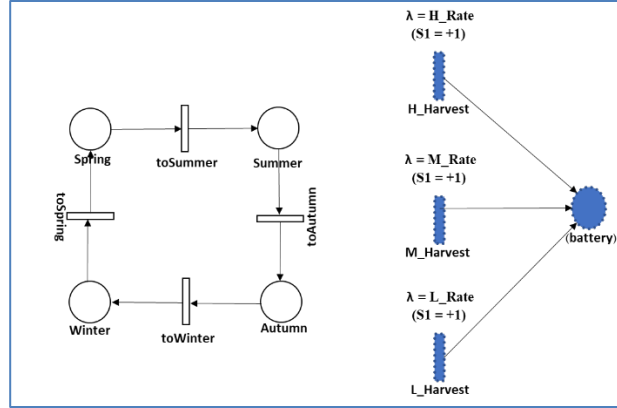 Spring
toSummer
Summer
toSpring
toAutumn
Winter
toWinter
Autumn
λ = H_Rate
(S1 = +1)
H_Harvest
λ = M_Rate
(S1 = +1)
M_Harvest
(battery)
λ = L_Rate
(S1 = +1)
L_Harvest